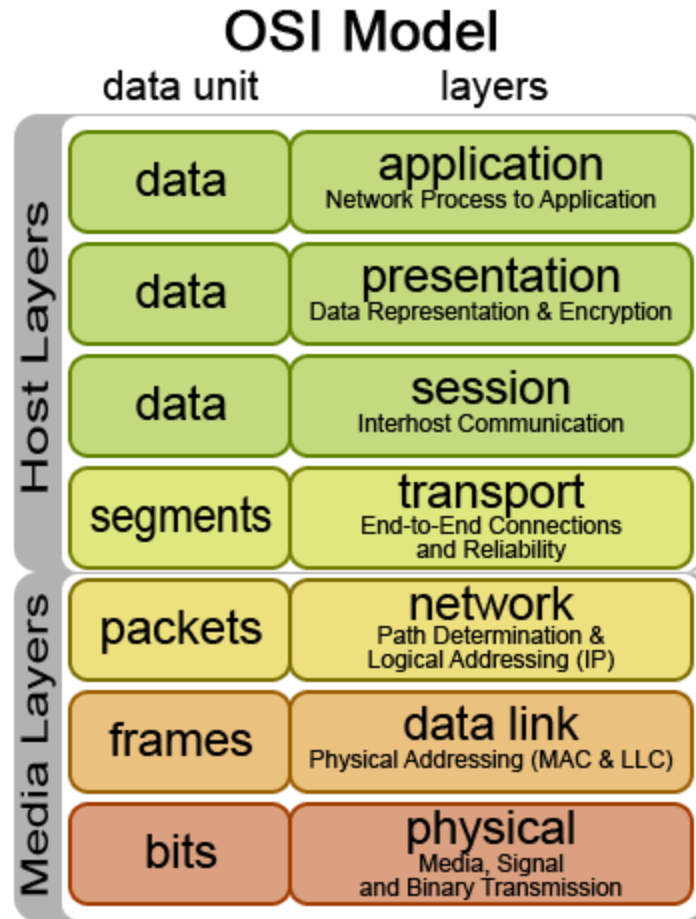 OSI Model
data unit layers
Host Layers
data
application
Network Process to Application
data
presentation
Data Representation & Encryption
data
session
Interhost Communication
segments
transport
End-to-End Connections
and Reliability
Media Layers
packets
network
Path Determination &
Logical Addressing (IP)
frames
data link
Physical Addressing (MAC & LLC)
bits
physical
Media, Signal
and Binary Transmission